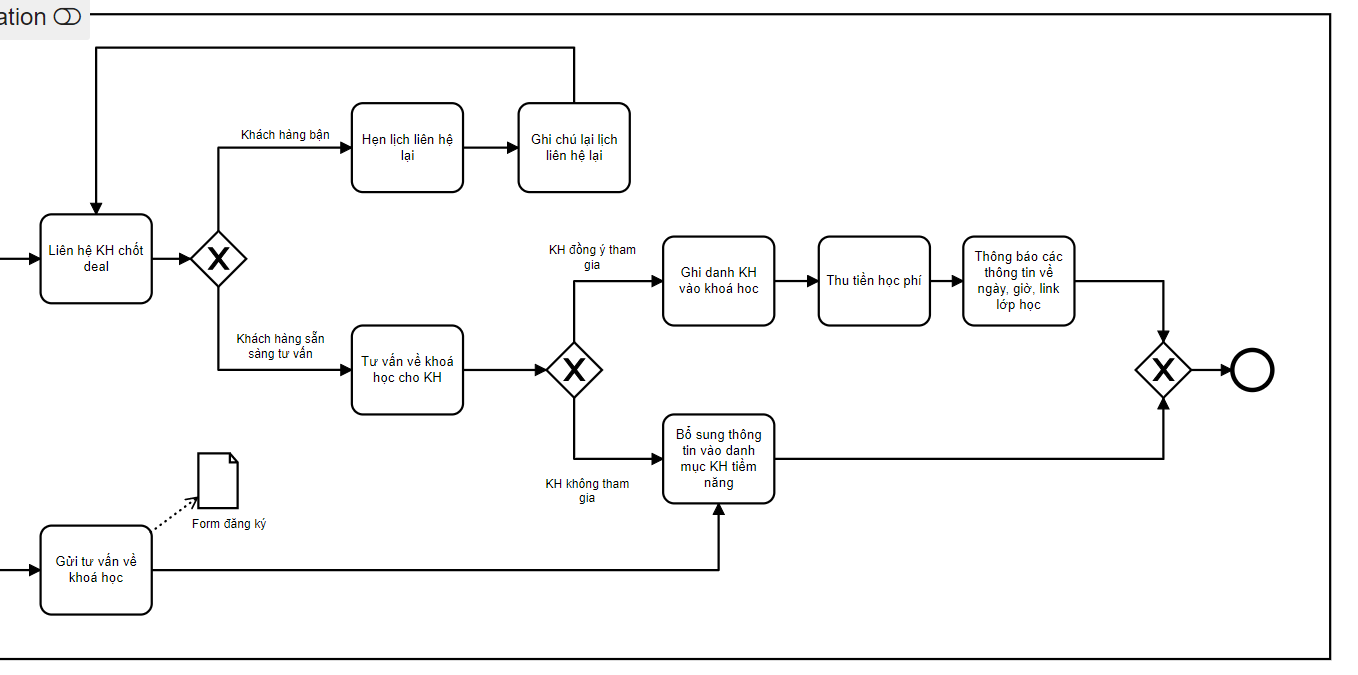 ation
Khách hàng bận
Hẹn lịch liên hệ
lại
Ghi chú lại lịch
liên hệ lại
Liên hệ KH chốt
deal
KH đồng ý tham
gia
Ghi danh KH
vào khoá hoc
Thu tiền học phí
Thông báo các
thông tin về
ngày, giờ, link
lớp học
Khách hàng sẵn
sàng tư vấn
Tư vấn về khoá
học cho KH
Bổ sung thông
tin vào danh
mục KH tiềm
năng
KH không tham
gia
Form đăng ký
Gửi tư vấn về
khoá học